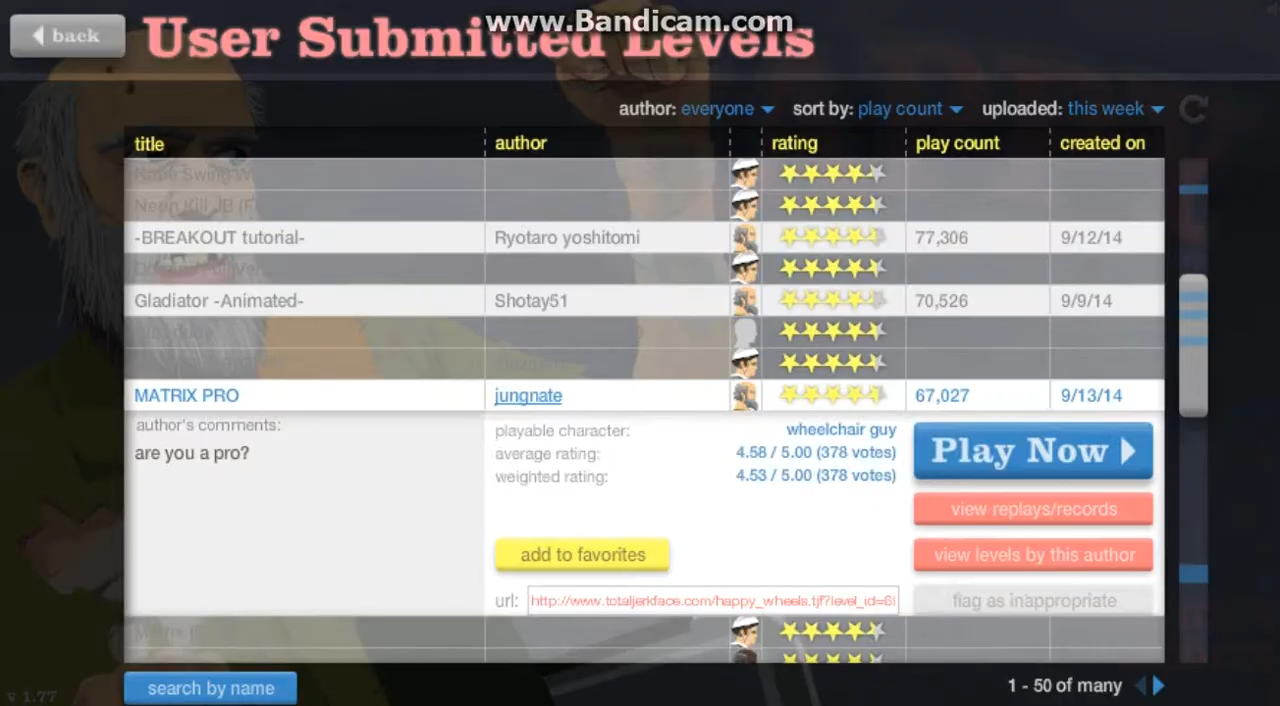 www.Bandicam.com
back
User Submitted Levels
author: everyone sort by: play count uploaded: this week
title author rating play count created on
-BREAKOUT tutorial- Ryotaro yoshitomi 77,306 9/12/14
Gladiator -Animated- Shotay51 70,526 9/9/14
MATRIX PRO jungnate 67,027 9/13/14
author's comments:
are you a pro?
playable character: wheelchair guy
average rating: 4.58 / 5.00 (378 votes)
weighted rating: 4.53 / 5.00 (378 votes)
Play Now
view replays/records
add to favorites
view levels by this author
url: http://www.totaljerkface.com/happy_wheels.tjf?level_id=6
flag as inappropriate
search by name
1 - 50 of many
v 1.77